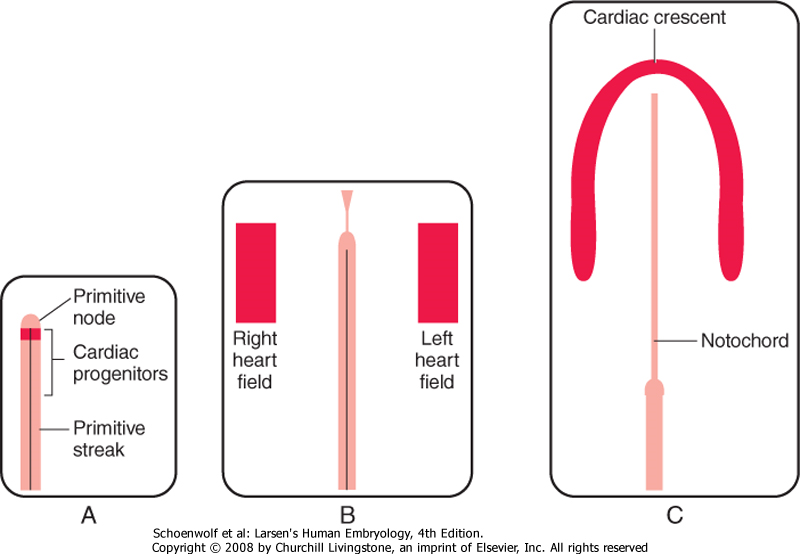 Primitive
node
Cardiac
progenitors
Primitive
streak
A
Right
heart
field
Left
heart
field
B
Cardiac crescent
Notochord
C
Schoenwolf et al: Larsen's Human Embryology, 4th Edition.
Copyright © 2008 by Churchill Livingstone, an imprint of Elsevier, Inc. All rights reserved